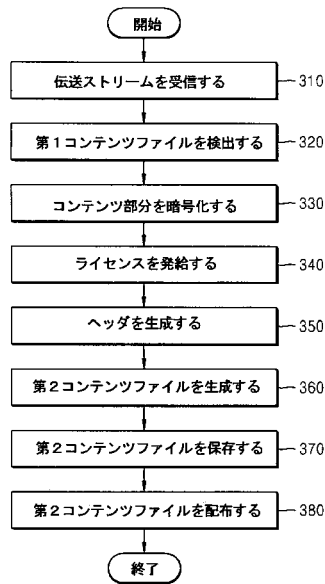 開始
伝送ストリームを受信する 310
第1コンテンツファイルを検出する 320
コンテンツ部分を暗号化する 330
ライセンスを発給する 340
ヘッダを生成する 350
第2コンテンツファイルを生成する 360
第2コンテンツファイルを保存する 370
第2コンテンツファイルを配布する 380
終了